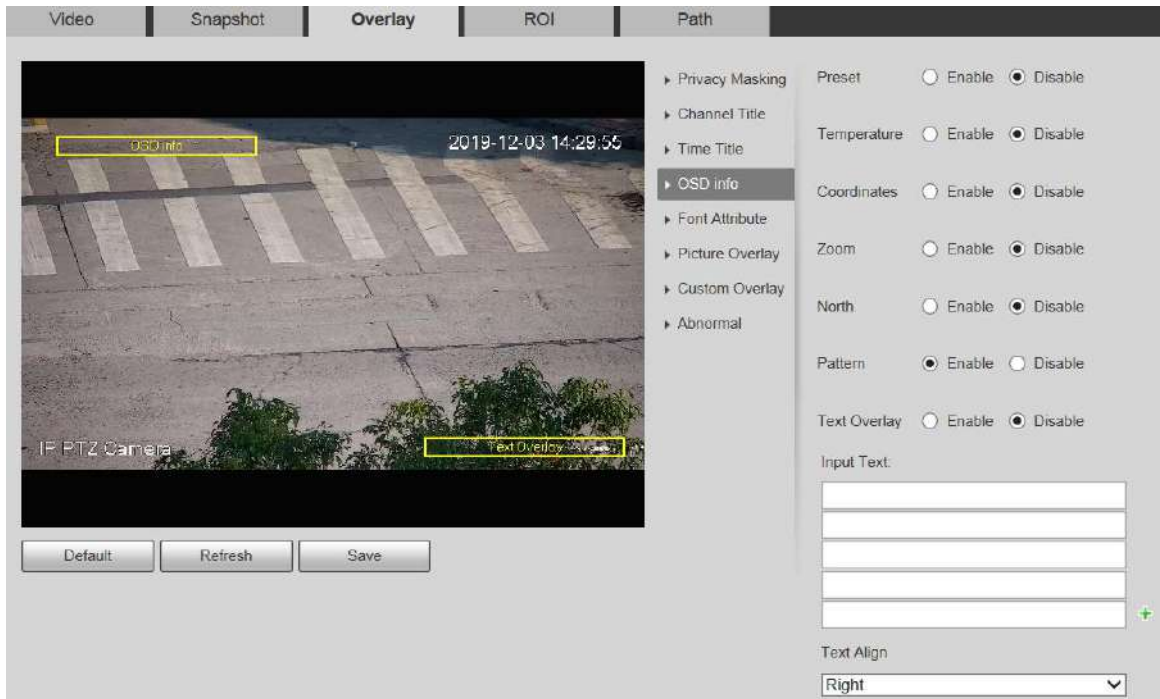 Video Snapshot Overlay ROI Path
OSD info
2019-12-03 14:29:55
IP PTZ Camera
Text Overlay
Default Refresh Save
Privacy Masking
Channel Title
Time Title
OSD info
Font Attribute
Picture Overlay
Custom Overlay
Abnormal
Preset Enable Disable
Temperature Enable Disable
Coordinates Enable Disable
Zoom Enable Disable
North Enable Disable
Pattern Enable Disable
Text Overlay Enable Disable
Input Text:
Text Align
Right